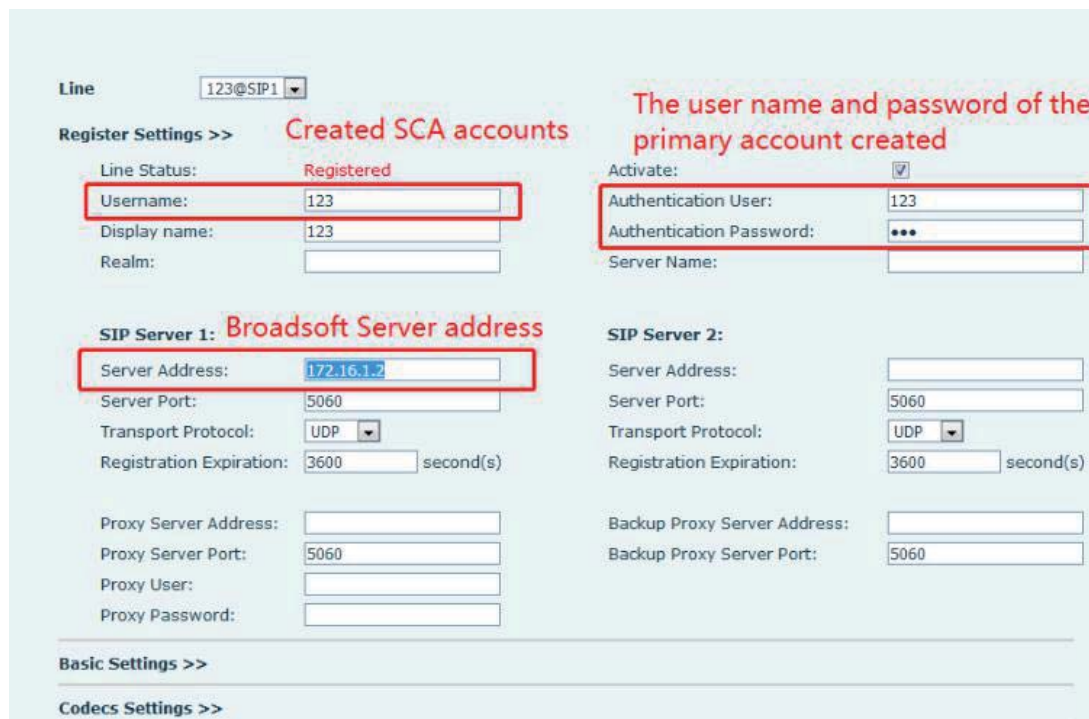 Line 123@SIP1
The user name and password of the
primary account created
Register Settings >> Created SCA accounts
Line Status: Registered Activate:
Username: 123 Authentication User: 123
Display name: 123 Authentication Password: •••
Realm: Server Name:
SIP Server 1: Broadsoft Server address SIP Server 2:
Server Address: 172.16.1.2 Server Address:
Server Port: 5060 Server Port: 5060
Transport Protocol: UDP Transport Protocol: UDP
Registration Expiration: 3600 second(s) Registration Expiration: 3600 second(s)
Proxy Server Address: Backup Proxy Server Address:
Proxy Server Port: 5060 Backup Proxy Server Port: 5060
Proxy User:
Proxy Password:
Basic Settings >>
Codecs Settings >>